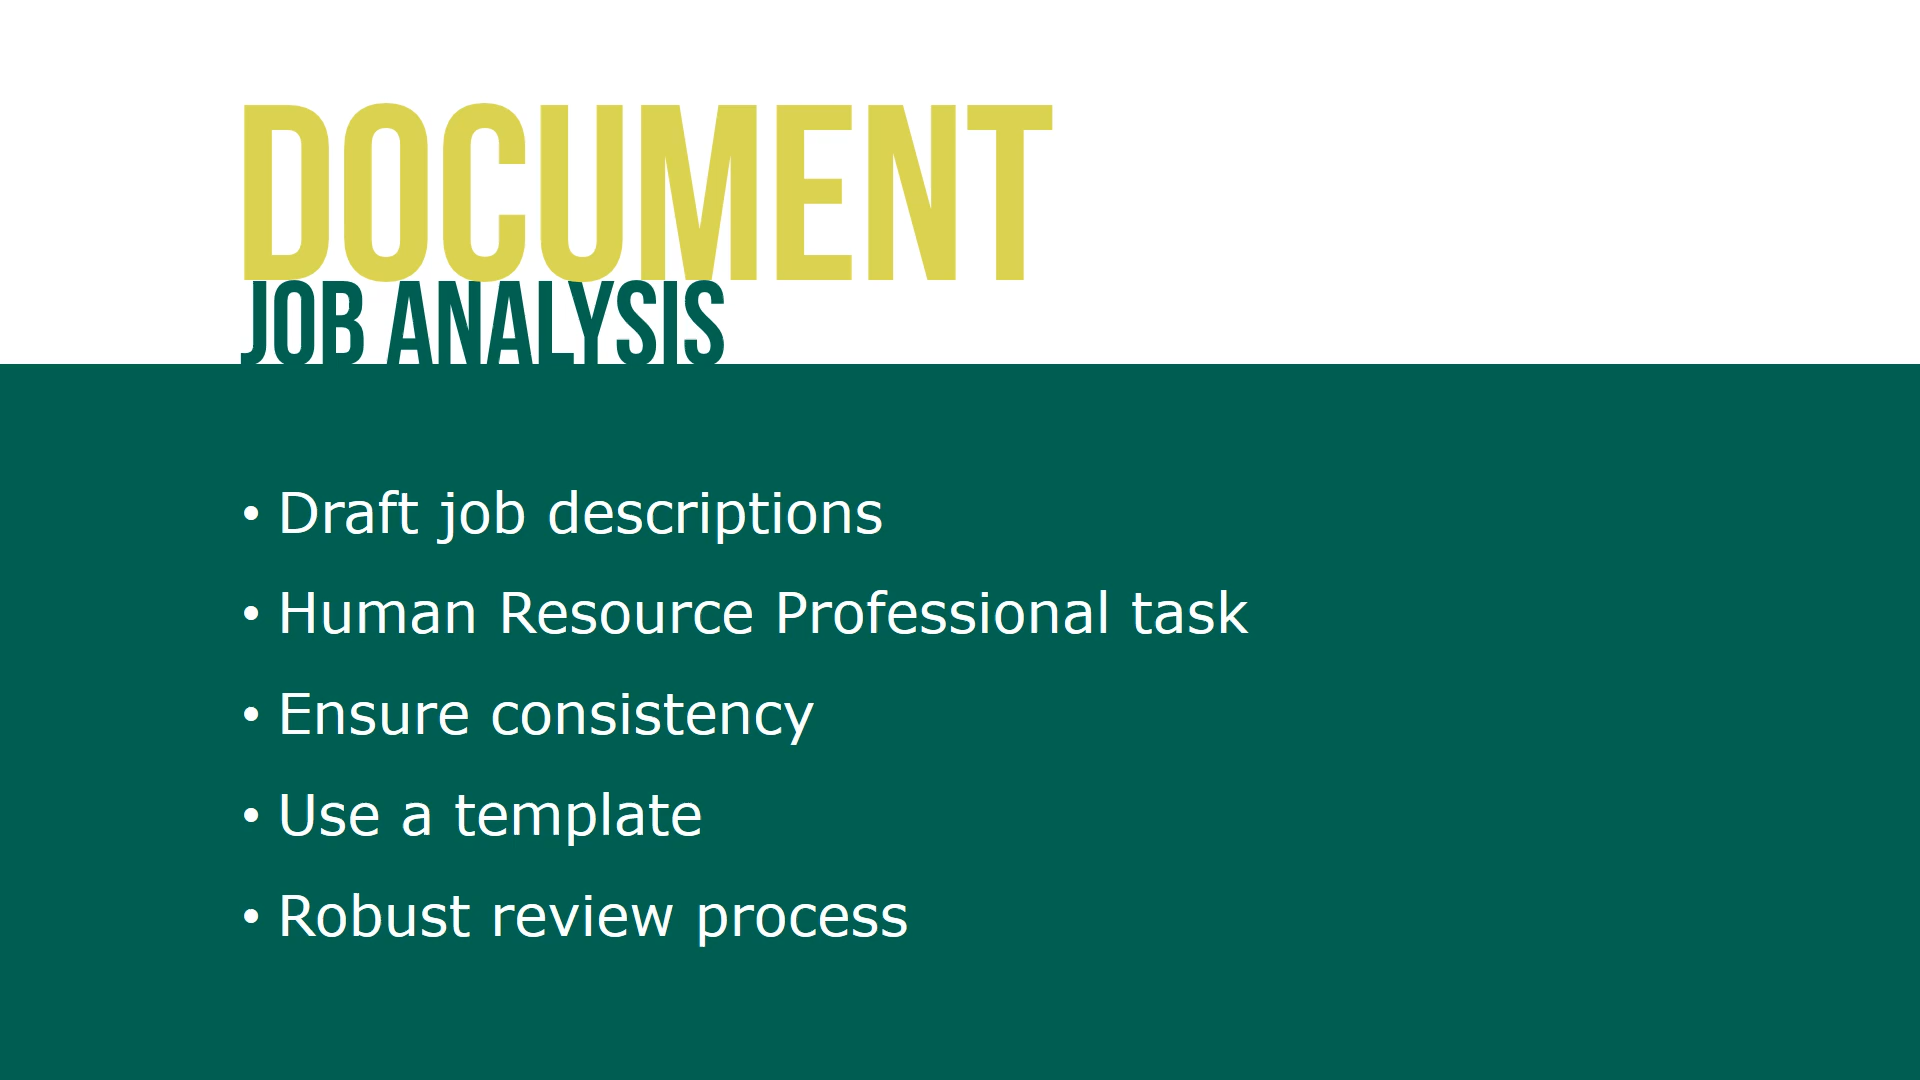 DOCUMENT
JOB ANALYSIS
• Draft job descriptions
• Human Resource Professional task
• Ensure consistency
• Use a template
• Robust review process